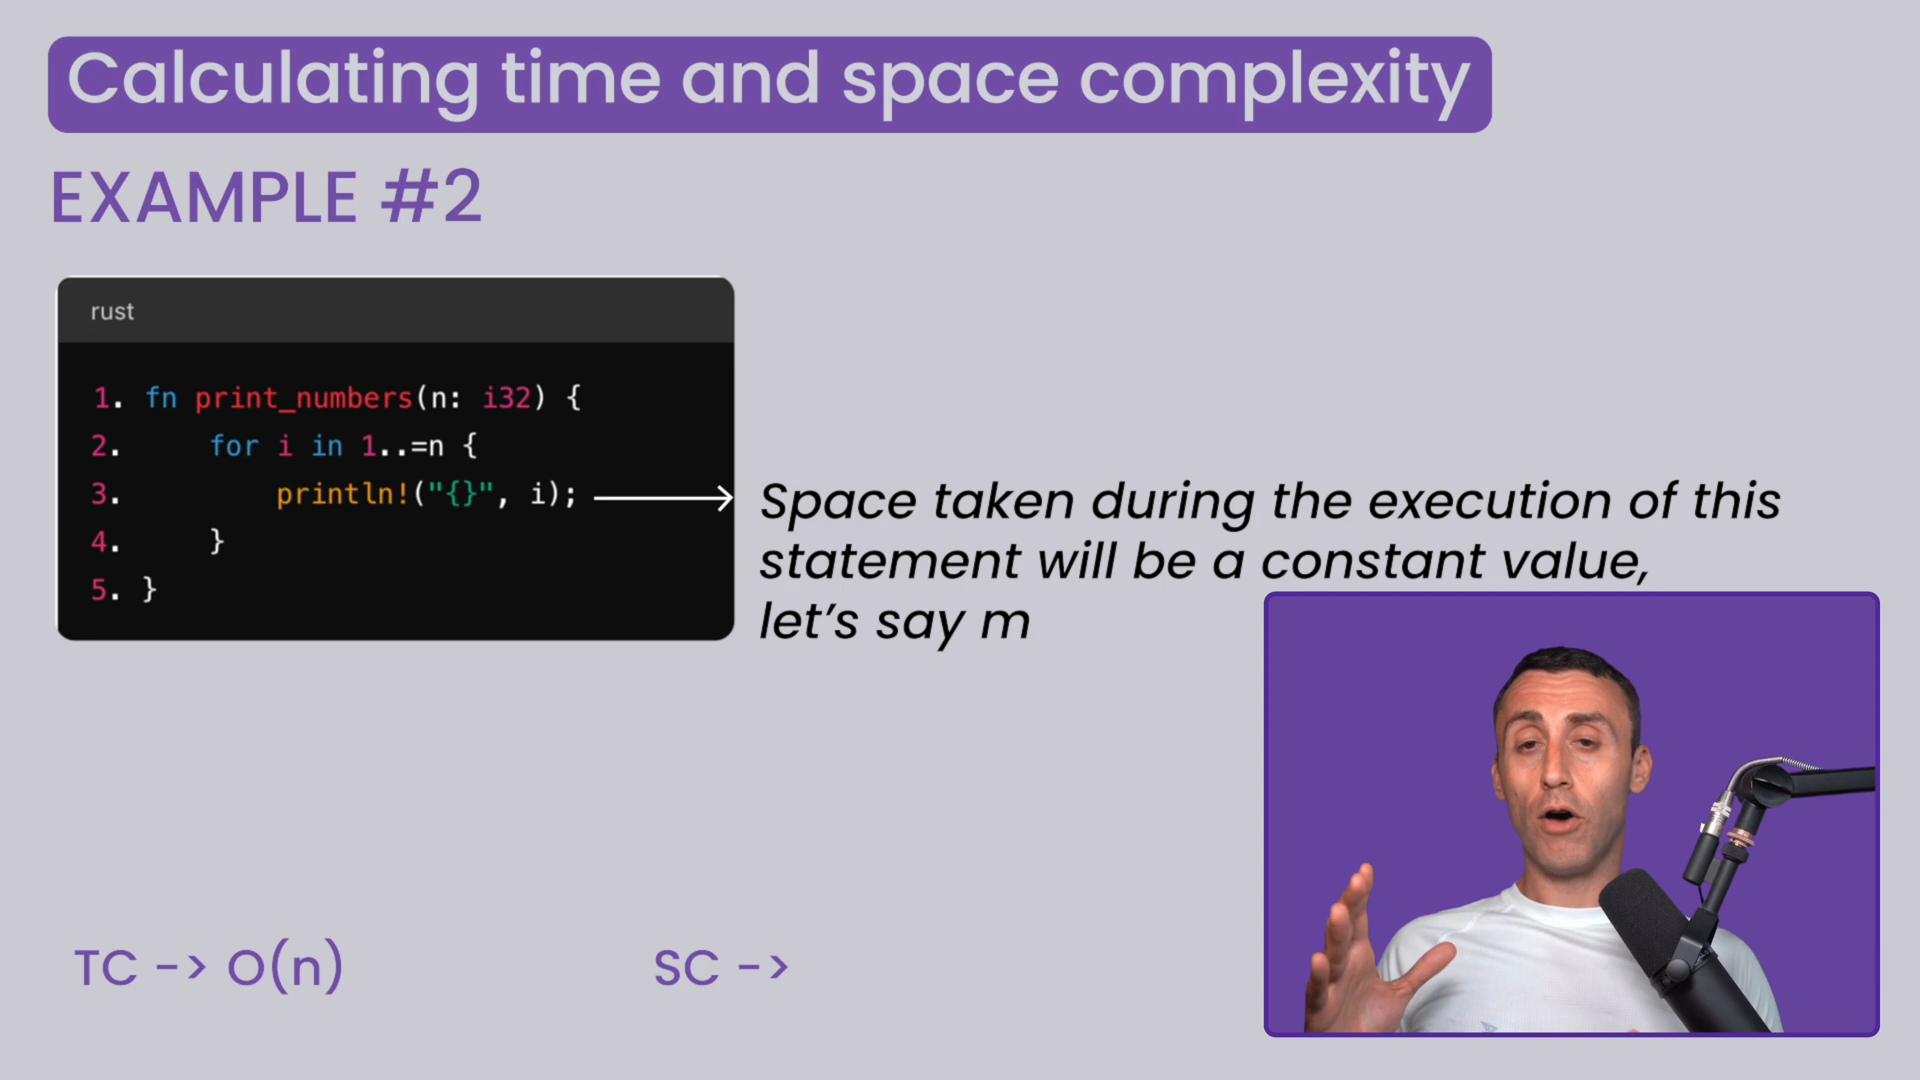 Calculating time and space complexity
EXAMPLE #2
rust
1. fn print_numbers(n: i32) {
2.     for i in 1..=n {
3.         println!("{}", i);
4.     }
5. }
Space taken during the execution of this
statement will be a constant value,
let’s say m
TC -> O(n)
SC ->